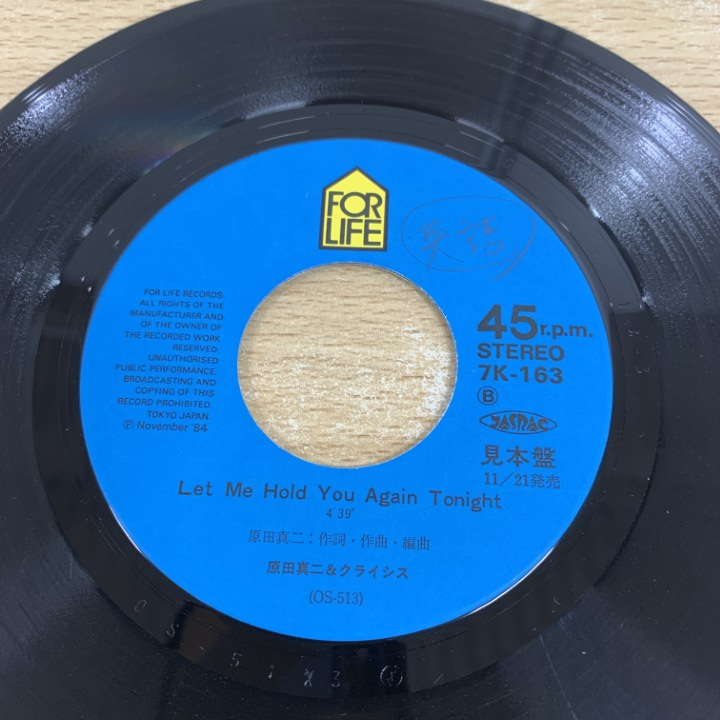 FOR
LIFE
英語
FOR LIFE RECORDS-
ALL RIGHTS OF THE
MANUFACTURER AND
OF THE OWNER OF
THE RECORDED WORK
RESERVED.
UNAUTHORISED
PUBLIC PERFORMANCE,
BROADCASTING AND
COPYING OF THIS
RECORD PROHIBITED
TOKYO JAPAN.
Ⓟ November '84
45r.p.m.
STEREO
7K-163
Ⓑ
JASRAC
見本盤
11/21発売
Let Me Hold You Again Tonight
4'39"
原田真二:作詞・作曲・編曲
原田真二&クライシス
(OS-513)